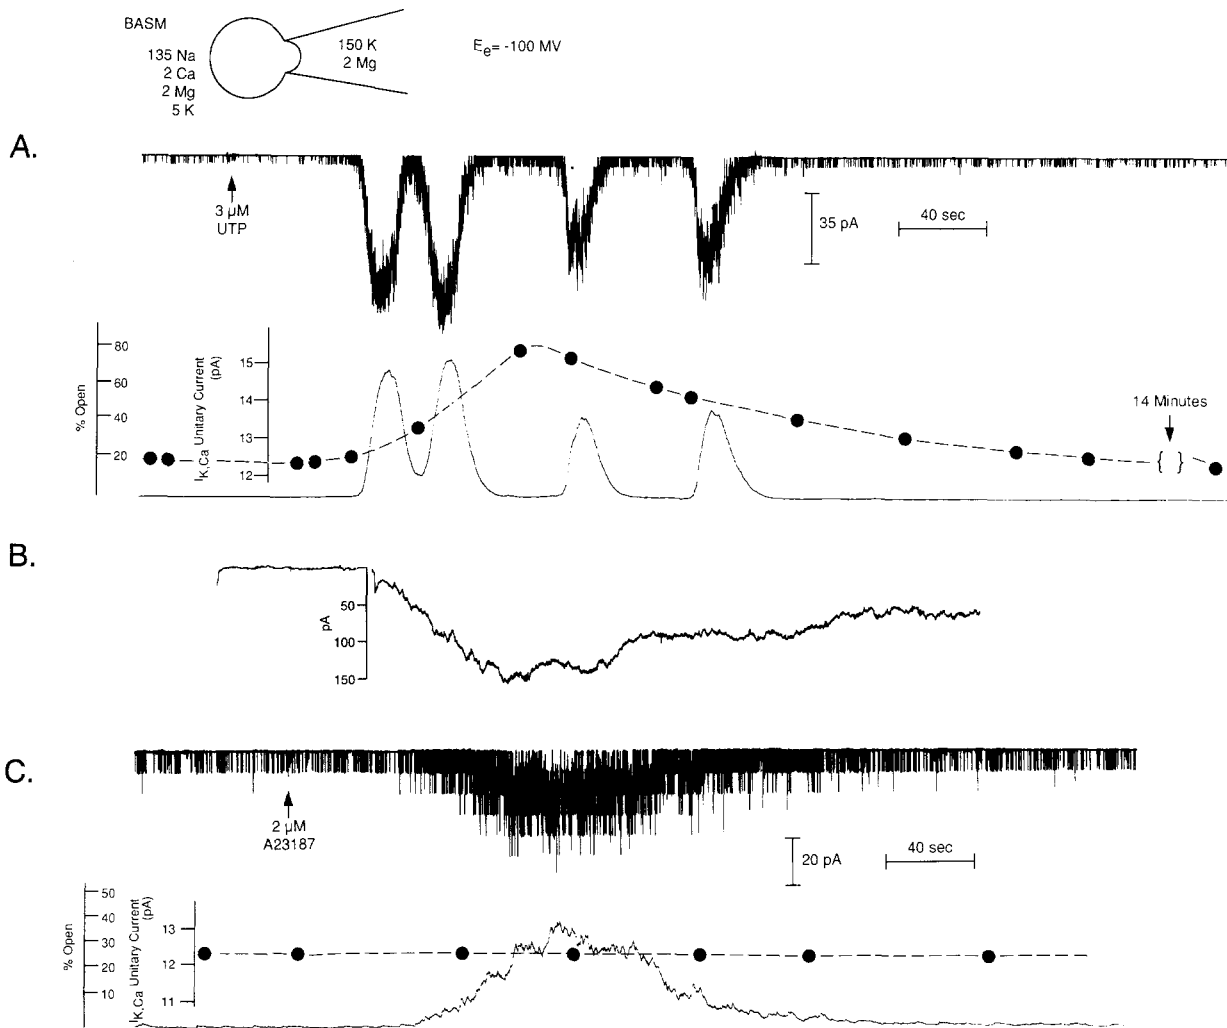 BASM
135 Na
2 Ca
2 Mg
5 K
150 K
2 Mg
Ee= -100 MV
A.
3 µM
UTP
35 pA
40 sec
% Open
80
60
40
20
IK,Ca Unitary Current
(pA)
15
14
13
12
14 Minutes
{ }
B.
pA
50
100
150
C.
2 µM
A23187
20 pA
40 sec
% Open
50
40
30
20
10
IK,Ca Unitary Current
(pA)
13
12
11